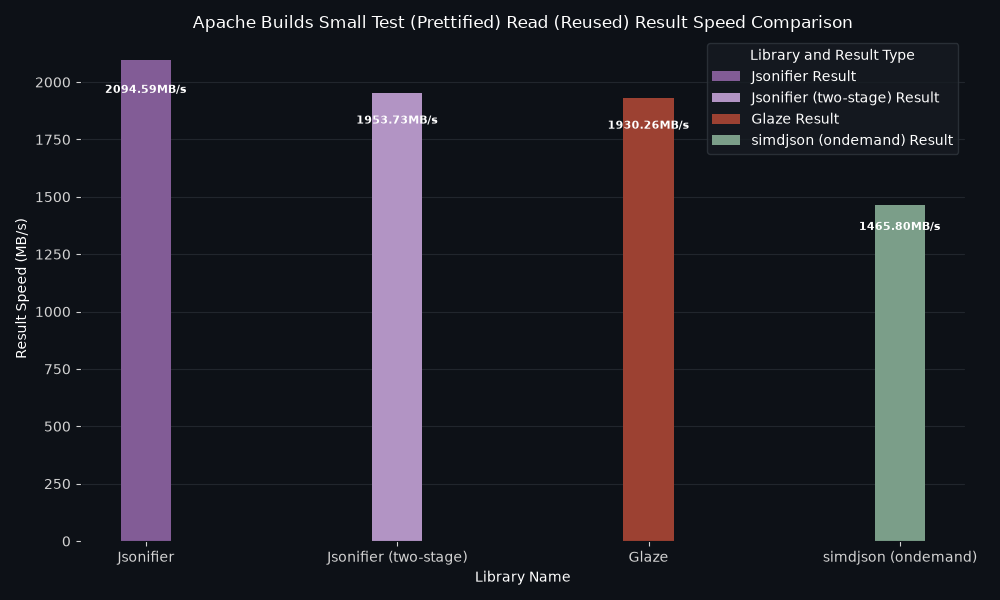 Apache Builds Small Test (Prettified) Read (Reused) Result Speed Comparison
Library and Result Type
Jsonifier Result
Jsonifier (two-stage) Result
Glaze Result
simdjson (ondemand) Result
Result Speed (MB/s)
2000
1750
1500
1250
1000
750
500
250
0
2094.59MB/s
1953.73MB/s
1930.26MB/s
1465.80MB/s
Jsonifier
Jsonifier (two-stage)
Glaze
simdjson (ondemand)
Library Name